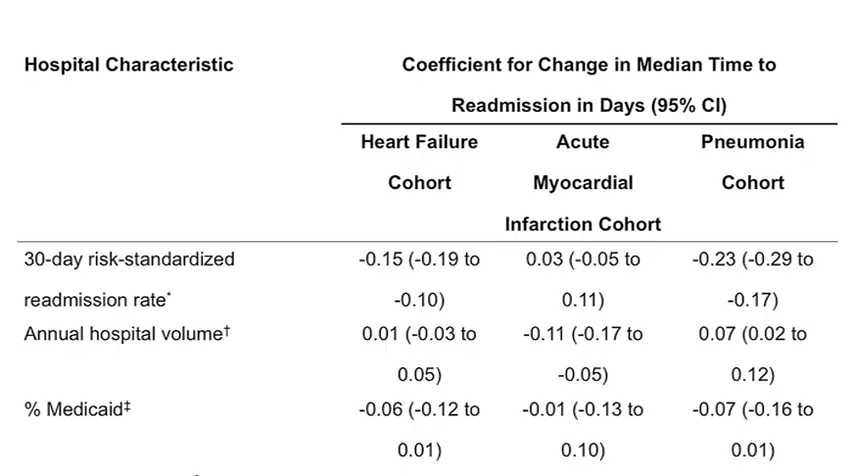 Hospital Characteristic Coefficient for Change in Median Time to
Readmission in Days (95% CI)
Heart Failure Acute Pneumonia
Cohort Myocardial Cohort
Infarction Cohort
30-day risk-standardized -0.15 (-0.19 to 0.03 (-0.05 to -0.23 (-0.29 to
readmission rate* -0.10) 0.11) -0.17)
Annual hospital volume† 0.01 (-0.03 to -0.11 (-0.17 to 0.07 (0.02 to
0.05) -0.05) 0.12)
% Medicaid‡ -0.06 (-0.12 to -0.01 (-0.13 to -0.07 (-0.16 to
0.01) 0.10) 0.01)